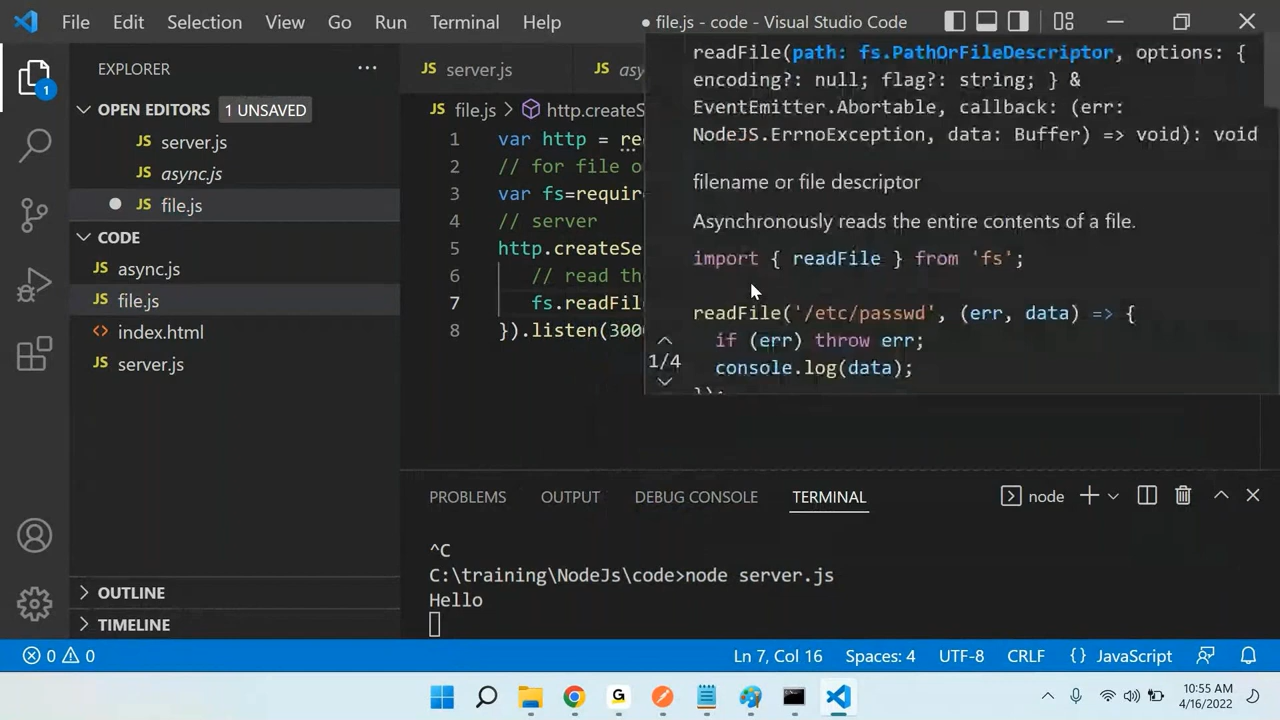 File Edit Selection View Go Run Terminal Help
● file.js - code - Visual Studio Code
EXPLORER
OPEN EDITORS 1 UNSAVED
JS server.js
JS async.js
● JS file.js
CODE
JS async.js
JS file.js
<> index.html
JS server.js
OUTLINE
TIMELINE
1
JS server.js JS asy
JS file.js > http.createS
1 var http = re
2 // for file o
3 var fs=requir
4 // server
5 http.createSe
6 // read th
7 fs.readFil
8 }).listen(300
readFile(path: fs.PathOrFileDescriptor, options: {
encoding?: null; flag?: string; } &
EventEmitter.Abortable, callback: (err:
NodeJS.ErrnoException, data: Buffer) => void): void
filename or file descriptor
Asynchronously reads the entire contents of a file.
import { readFile } from 'fs';
readFile('/etc/passwd', (err, data) => {
if (err) throw err;
1/4
console.log(data);
});
PROBLEMS OUTPUT DEBUG CONSOLE TERMINAL node
^C
C:\training\NodeJs\code>node server.js
Hello
0 0 Ln 7, Col 16 Spaces: 4 UTF-8 CRLF {} JavaScript
G
10:55 AM
4/16/2022